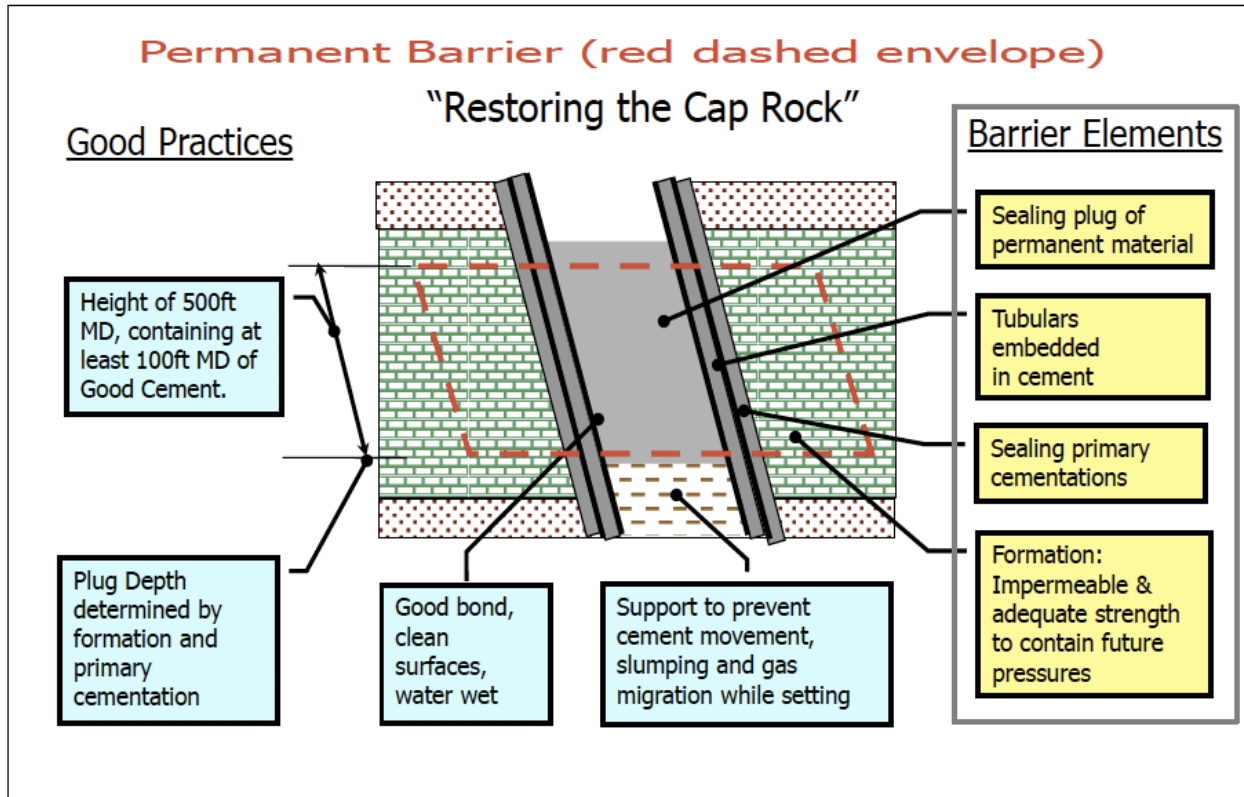 Permanent Barrier (red dashed envelope)
“Restoring the Cap Rock”
Good Practices
Height of 500ft
MD, containing at
least 100ft MD of
Good Cement.
Plug Depth
determined by
formation and
primary
cementation
Good bond,
clean
surfaces,
water wet
Support to prevent
cement movement,
slumping and gas
migration while setting
Barrier Elements
Sealing plug of
permanent material
Tubulars
embedded
in cement
Sealing primary
cementations
Formation:
Impermeable &
adequate strength
to contain future
pressures